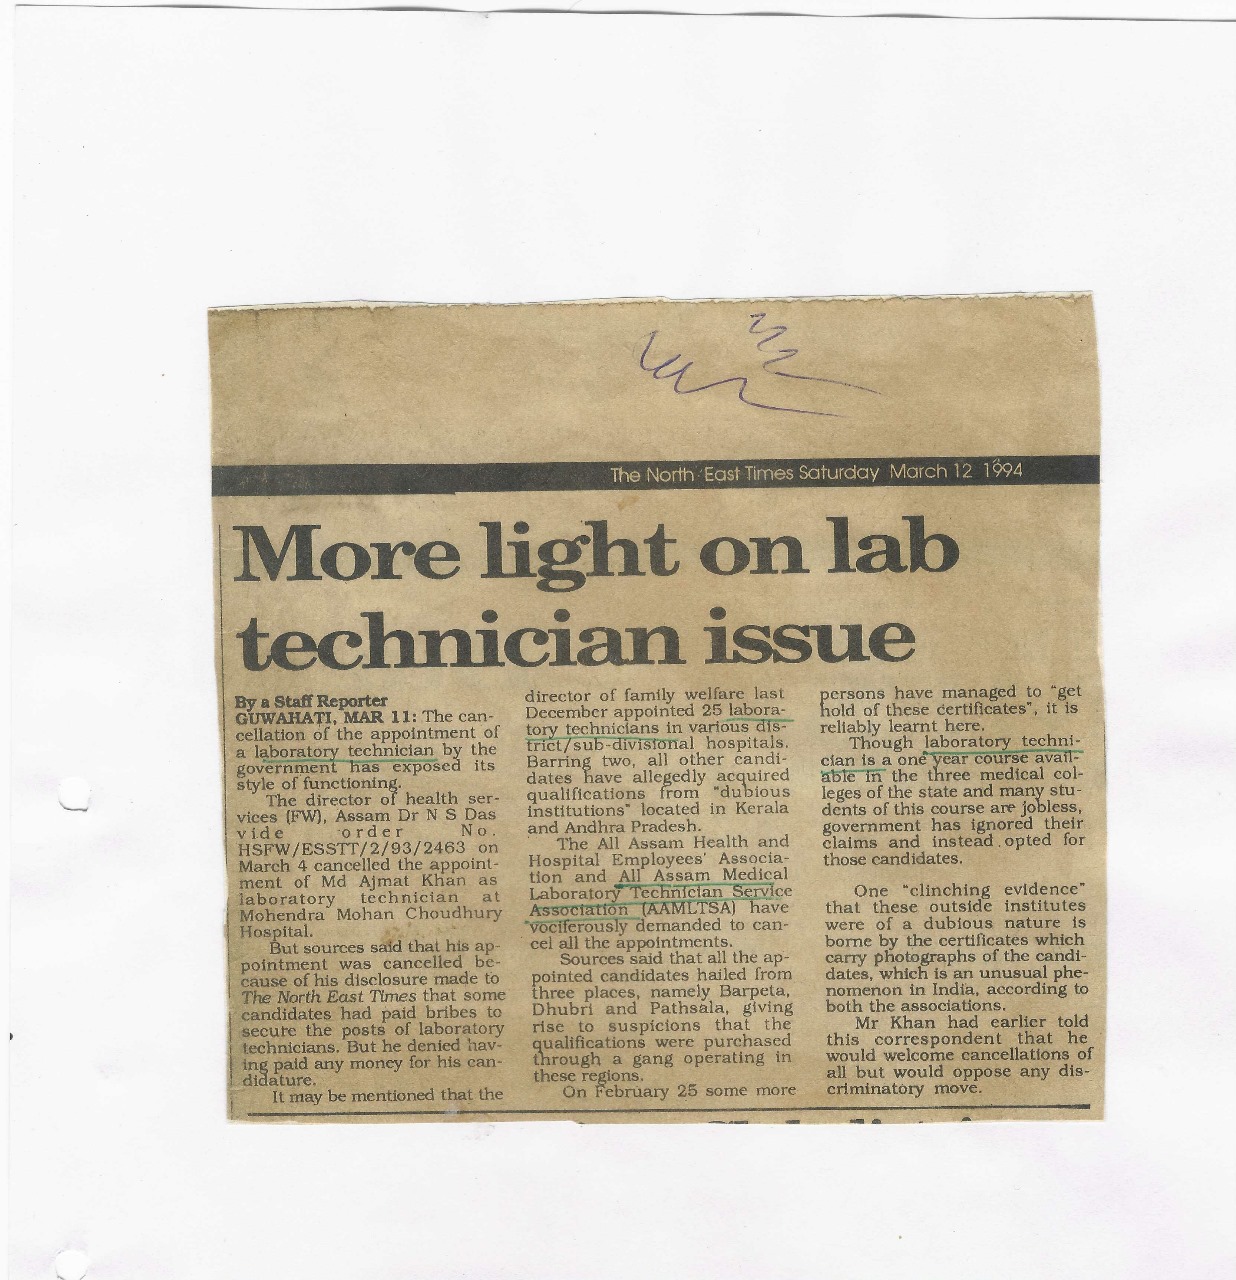 The North East Times Saturday March 12 1994
More light on lab
technician issue
By a Staff Reporter
GUWAHATI, MAR 11: The can-
cellation of the appointment of
a laboratory technician by the
government has exposed its
style of functioning.
The director of health ser-
vices (FW), Assam Dr N S Das
vide order No.
HSFW/ESSTT/2/93/2463 on
March 4 cancelled the appoint-
ment of Md Ajmat Khan as
laboratory technician at
Mohendra Mohan Choudhury
Hospital.
But sources said that his ap-
pointment was cancelled be-
cause of his disclosure made to
The North East Times that some
candidates had paid bribes to
secure the posts of laboratory
technicians. But he denied hav-
ing paid any money for his can-
didature.
It may be mentioned that the
director of family welfare last
December appointed 25 labora-
tory technicians in various dis-
trict/sub-divisional hospitals.
Barring two, all other candi-
dates have allegedly acquired
qualifications from "dubious
institutions" located in Kerala
and Andhra Pradesh.
The All Assam Health and
Hospital Employees' Associa-
tion and All Assam Medical
Laboratory Technician Service
Association (AAMLTSA) have
vociferously demanded to can-
cel all the appointments.
Sources said that all the ap-
pointed candidates hailed from
three places, namely Barpeta,
Dhubri and Pathsala, giving
rise to suspicions that the
qualifications were purchased
through a gang operating in
these regions.
On February 25 some more
persons have managed to "get
hold of these certificates", it is
reliably learnt here.
Though laboratory techni-
cian is a one year course avail-
able in the three medical col-
leges of the state and many stu-
dents of this course are jobless,
government has ignored their
claims and instead opted for
those candidates.
One "clinching evidence"
that these outside institutes
were of a dubious nature is
borne by the certificates which
carry photographs of the candi-
dates, which is an unusual phe-
nomenon in India, according to
both the associations.
Mr Khan had earlier told
this correspondent that he
would welcome cancellations of
all but would oppose any dis-
criminatory move.